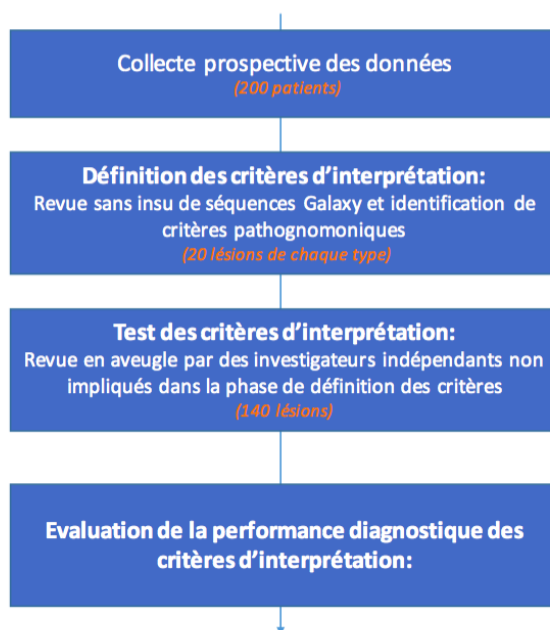 Collecte prospective des données
(200 patients)
Définition des critères d'interprétation:
Revue sans insu de séquences Galaxy et identification de
critères pathognomoniques
(20 lésions de chaque type)
Test des critères d'interprétation:
Revue en aveugle par des investigateurs indépendants non
impliqués dans la phase de définition des critères
(140 lésions)
Evaluation de la performance diagnostique des
critères d'interprétation: